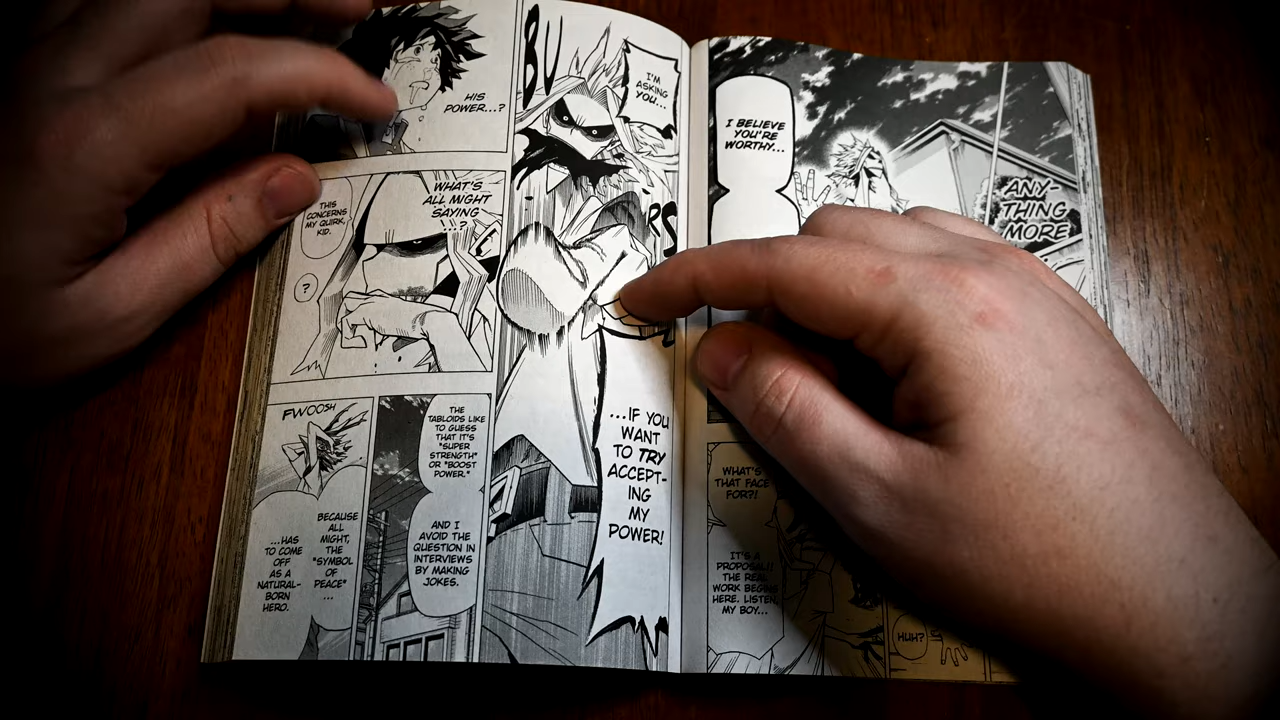 ANY-
THING
MORE
I BELIEVE
YOU'RE
WORTHY...
HUH?
WHAT'S
THAT FACE
FOR?!
IT'S A
PROPOSAL!!
THE REAL
WORK BEGINS
HERE. LISTEN,
MY BOY...
I'M
ASKING
YOU...
BU
RS
...IF YOU
WANT
TO TRY
ACCEPT-
ING
MY
POWER!
HIS
POWER...?
WHAT'S
ALL MIGHT
SAYING
...?
THIS
CONCERNS
MY QUIRK,
KID.
?
THE
TABLOIDS LIKE
TO GUESS
THAT IT'S
"SUPER
STRENGTH"
OR "BOOST
POWER."
AND I
AVOID THE
QUESTION IN
INTERVIEWS
BY MAKING
JOKES.
FWOOSH
BECAUSE
ALL
MIGHT,
THE
"SYMBOL
OF
PEACE"
...
...HAS
TO COME
OFF
AS A
NATURAL-
BORN
HERO.